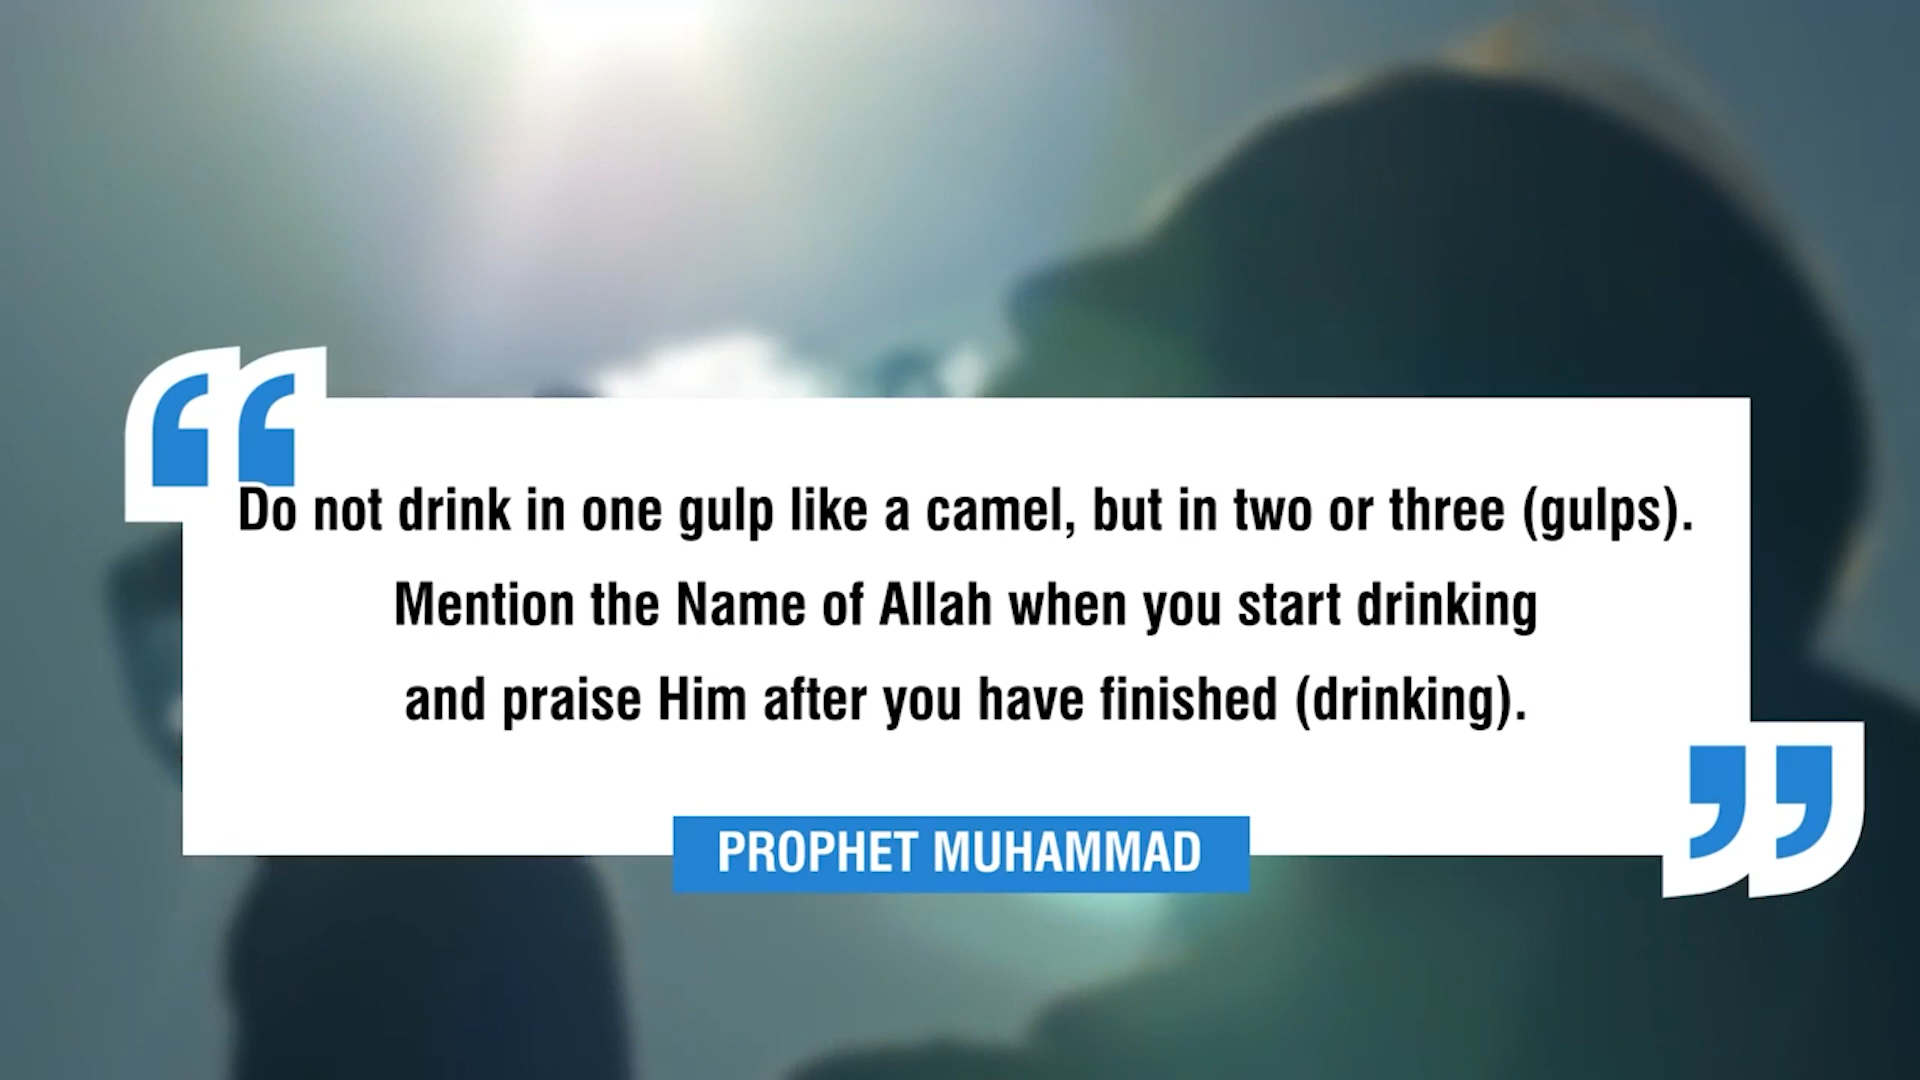 Do not drink in one gulp like a camel, but in two or three (gulps).
Mention the Name of Allah when you start drinking
and praise Him after you have finished (drinking).
PROPHET MUHAMMAD